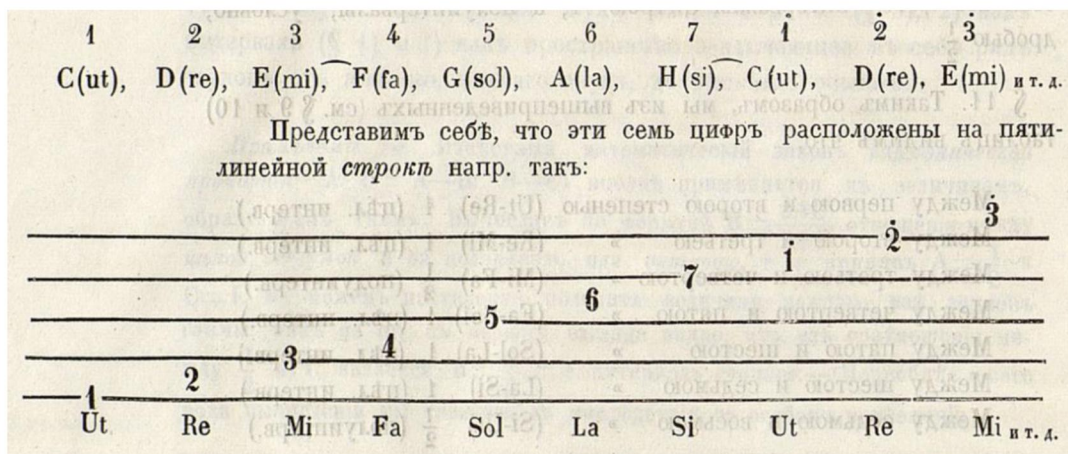 1 2 3 4 5 6 7 1̇ 2̇ 3̇
C(ut), D(re), E(mi)⁀F(fa), G(sol), A(la), H(si)⁀C(ut), D(re), E(mi) и т. д.
Представимъ себѣ, что эти семь цифръ расположены на пяти-
линейной строкѣ напр. такъ:
1 2 3 4 5 6 7 1̇ 2̇ 3̇
Ut Re Mi Fa Sol La Si Ut Re Mi и т. д.